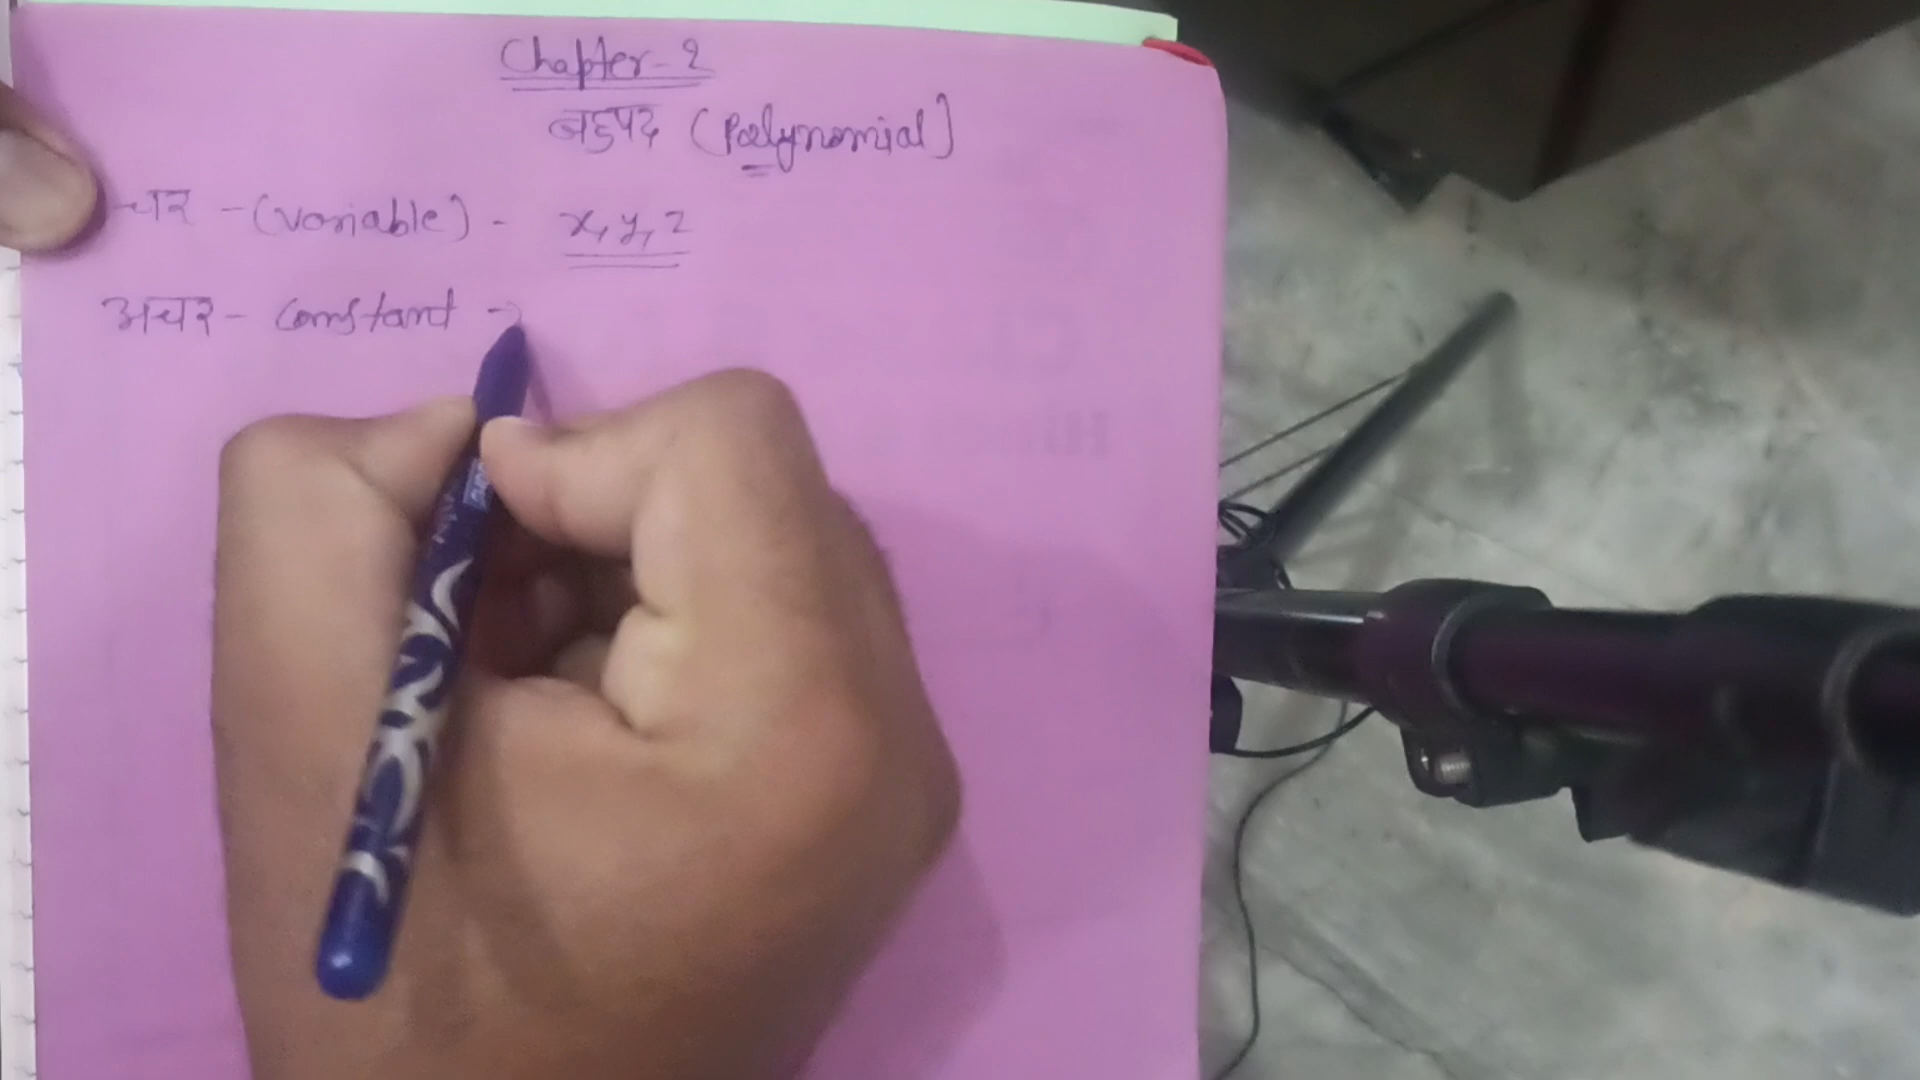 Chapter-2
बहुपद (Polynomial]
चर -(variable) - x, y, z
अचर - Constant -